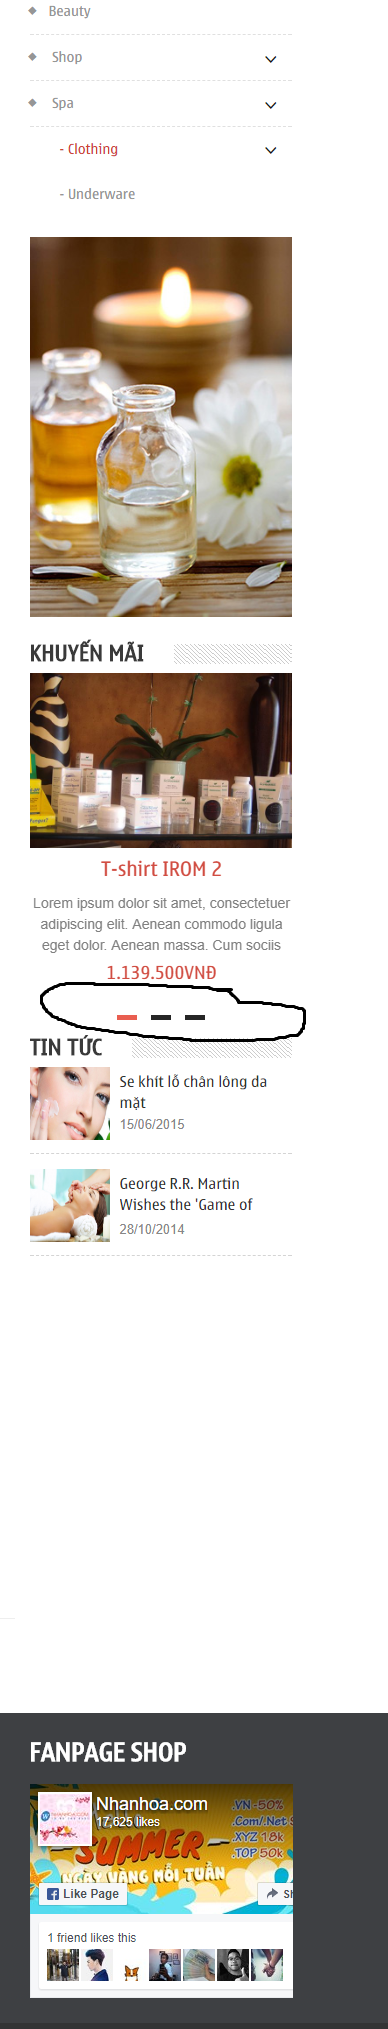 Beauty
Shop
Spa
- Clothing
- Underware
KHUYẾN MÃI
T-shirt IROM 2
Lorem ipsum dolor sit amet, consectetuer
adipiscing elit. Aenean commodo ligula
eget dolor. Aenean massa. Cum sociis
1.139.500VNĐ
TIN TỨC
Se khít lỗ chân lông da
mặt
15/06/2015
George R.R. Martin
Wishes the 'Game of
28/10/2014
FANPAGE SHOP
Nhanhoa.com
17,625 likes
.VN -50%
.Com/.Net
.XYZ 18k
.TOP 50k
SUMMER
NGÀY VÀNG MỖI TUẦN
Like Page
1 friend likes this